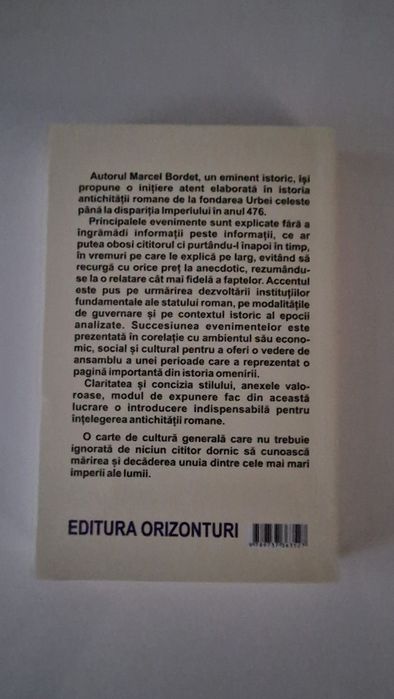 Autorul Marcel Bordet, un eminent istoric, își
propune o inițiere atent elaborată în istoria
antichității romane de la fondarea Urbei celeste
până la dispariția Imperiului în anul 476.
Principalele evenimente sunt explicate fără a
îngrămădi informații peste informații, ce ar
putea obosi cititorul ci purtându-l înapoi în timp,
în vremuri pe care le explică pe larg, evitând să
recurgă cu orice preț la anecdotic, rezumându-
se la o relatare cât mai fidelă a faptelor. Accentul
este pus pe urmărirea dezvoltării instituțiilor
fundamentale ale statului roman, pe modalitățile
de guvernare și pe contextul istoric al epocii
analizate. Succesiunea evenimentelor este
prezentată în corelație cu ambientul său econo-
mic, social și cultural pentru a oferi o vedere de
ansamblu a unei perioade care a reprezentat o
pagină importantă din istoria omenirii.
Claritatea și concizia stilului, anexele valo-
roase, modul de expunere fac din această
lucrare o introducere indispensabilă pentru
înțelegerea antichității romane.
O carte de cultură generală care nu trebuie
ignorată de niciun cititor dornic să cunoască
mărirea și decăderea unuia dintre cele mai mari
imperii ale lumii.
EDITURA ORIZONTURI